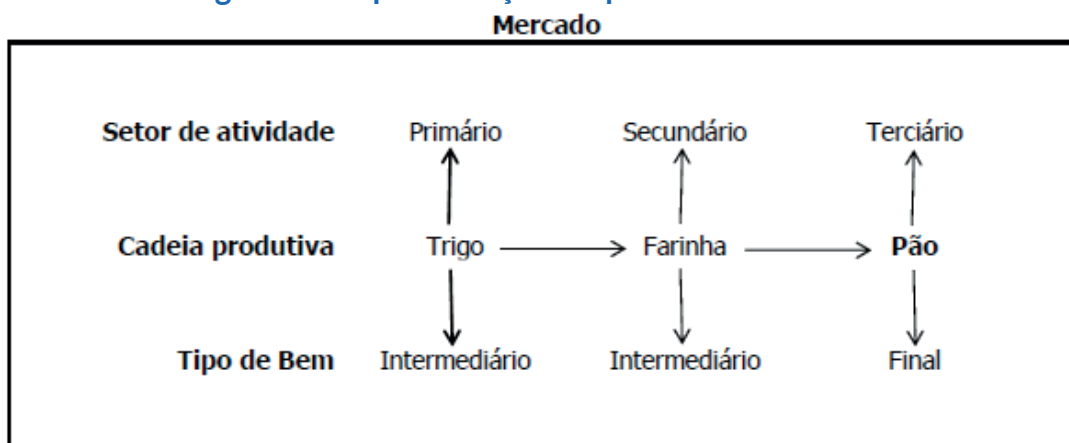 Mercado
Setor de atividade Primário Secundário Terciário
Cadeia produtiva Trigo Farinha Pão
Tipo de Bem Intermediário Intermediário Final